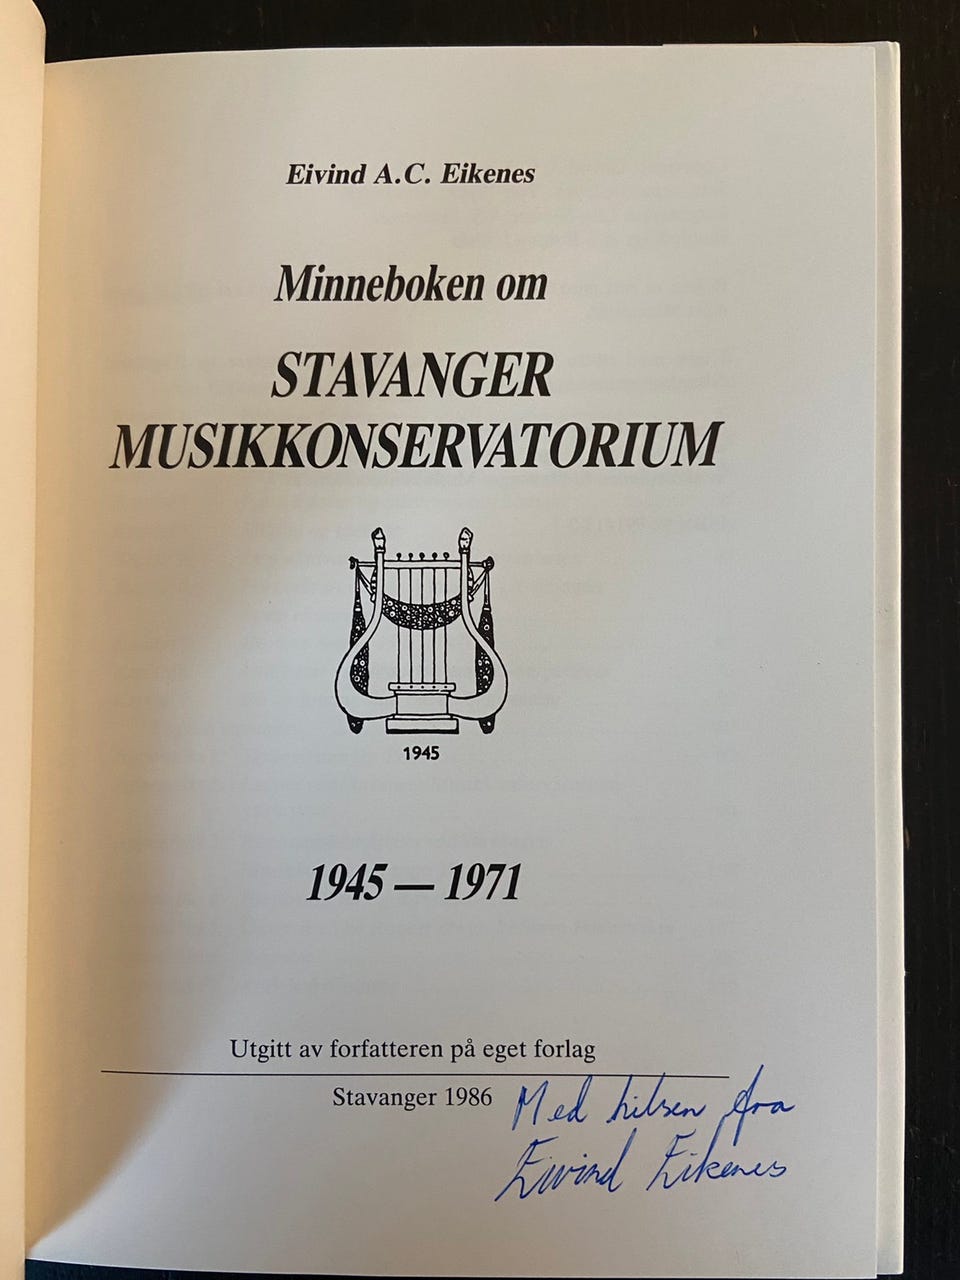 Eivind A.C. Eikenes
Minneboken om
STAVANGER
MUSIKKONSERVATORIUM
1945
1945 — 1971
Utgitt av forfatteren på eget forlag
Stavanger 1986
Med hilsen fra
Eivind Eikenes